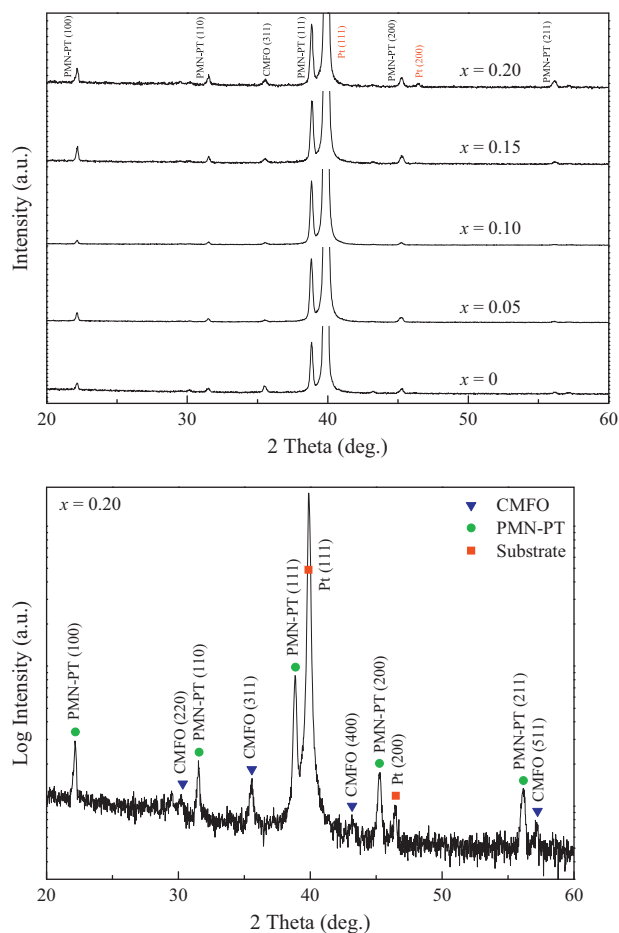 PMN-PT (100)
PMN-PT (110)
CMFO (311)
PMN-PT (111)
Pt (111)
PMN-PT (200)
Pt (200)
PMN-PT (211)
x = 0.20
x = 0.15
x = 0.10
x = 0.05
x = 0
Intensity (a.u.)
20 30 40 50 60
2 Theta (deg.)
x = 0.20
CMFO
PMN-PT
Substrate
PMN-PT (100)
CMFO (220)
PMN-PT (110)
CMFO (311)
PMN-PT (111)
Pt (111)
CMFO (400)
PMN-PT (200)
Pt (200)
PMN-PT (211)
CMFO (511)
Log Intensity (a.u.)
20 30 40 50 60
2 Theta (deg.)